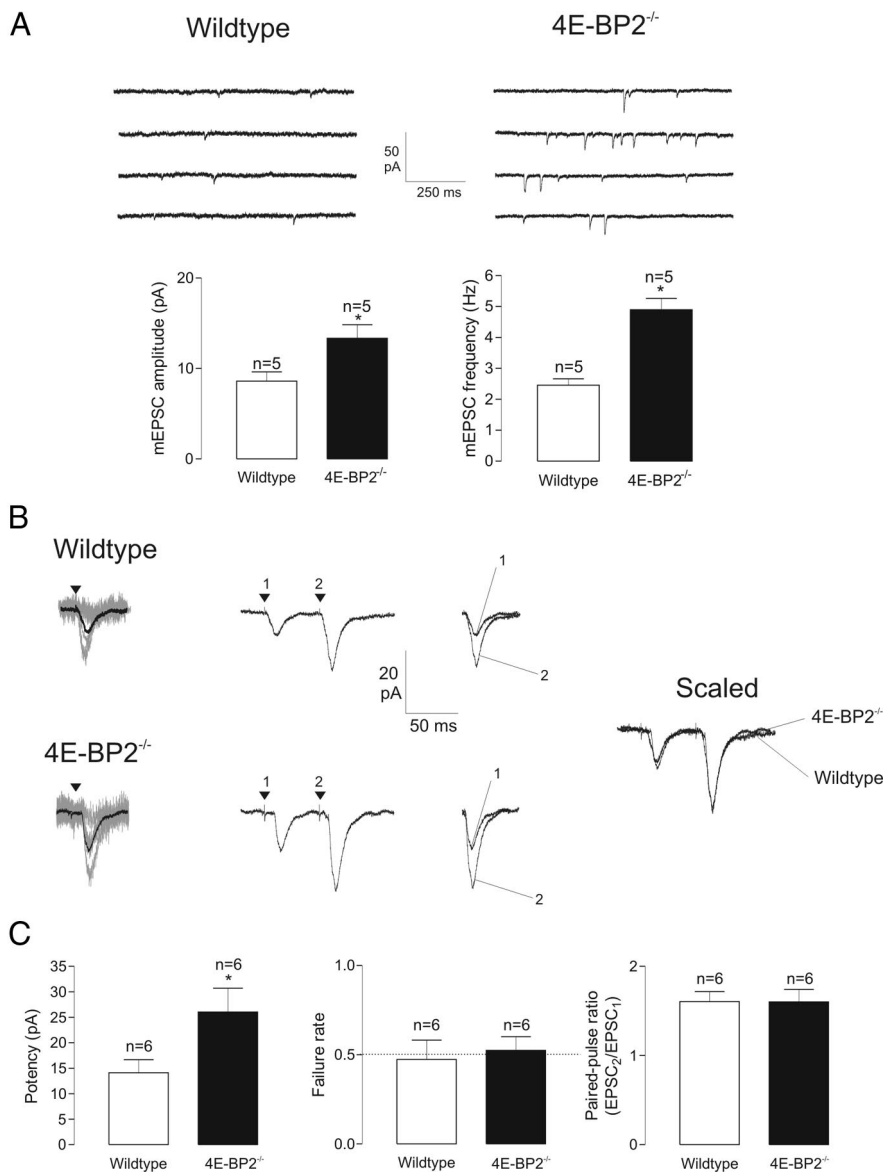 A
Wildtype
4E-BP2-/-
50
pA
250 ms
mEPSC amplitude (pA)
20
10
0
n=5
n=5
*
Wildtype
4E-BP2-/-
mEPSC frequency (Hz)
6
5
4
3
2
1
0
n=5
n=5
*
Wildtype
4E-BP2-/-
B
Wildtype
1
2
1
2
20
pA
50 ms
Scaled
4E-BP2-/-
Wildtype
4E-BP2-/-
1
2
1
2
C
Potency (pA)
35
30
25
20
15
10
5
0
n=6
n=6
*
Wildtype
4E-BP2-/-
Failure rate
1.0
0.5
0.0
n=6
n=6
Wildtype
4E-BP2-/-
Paired-pulse ratio
(EPSC2/EPSC1)
2
1
0
n=6
n=6
Wildtype
4E-BP2-/-